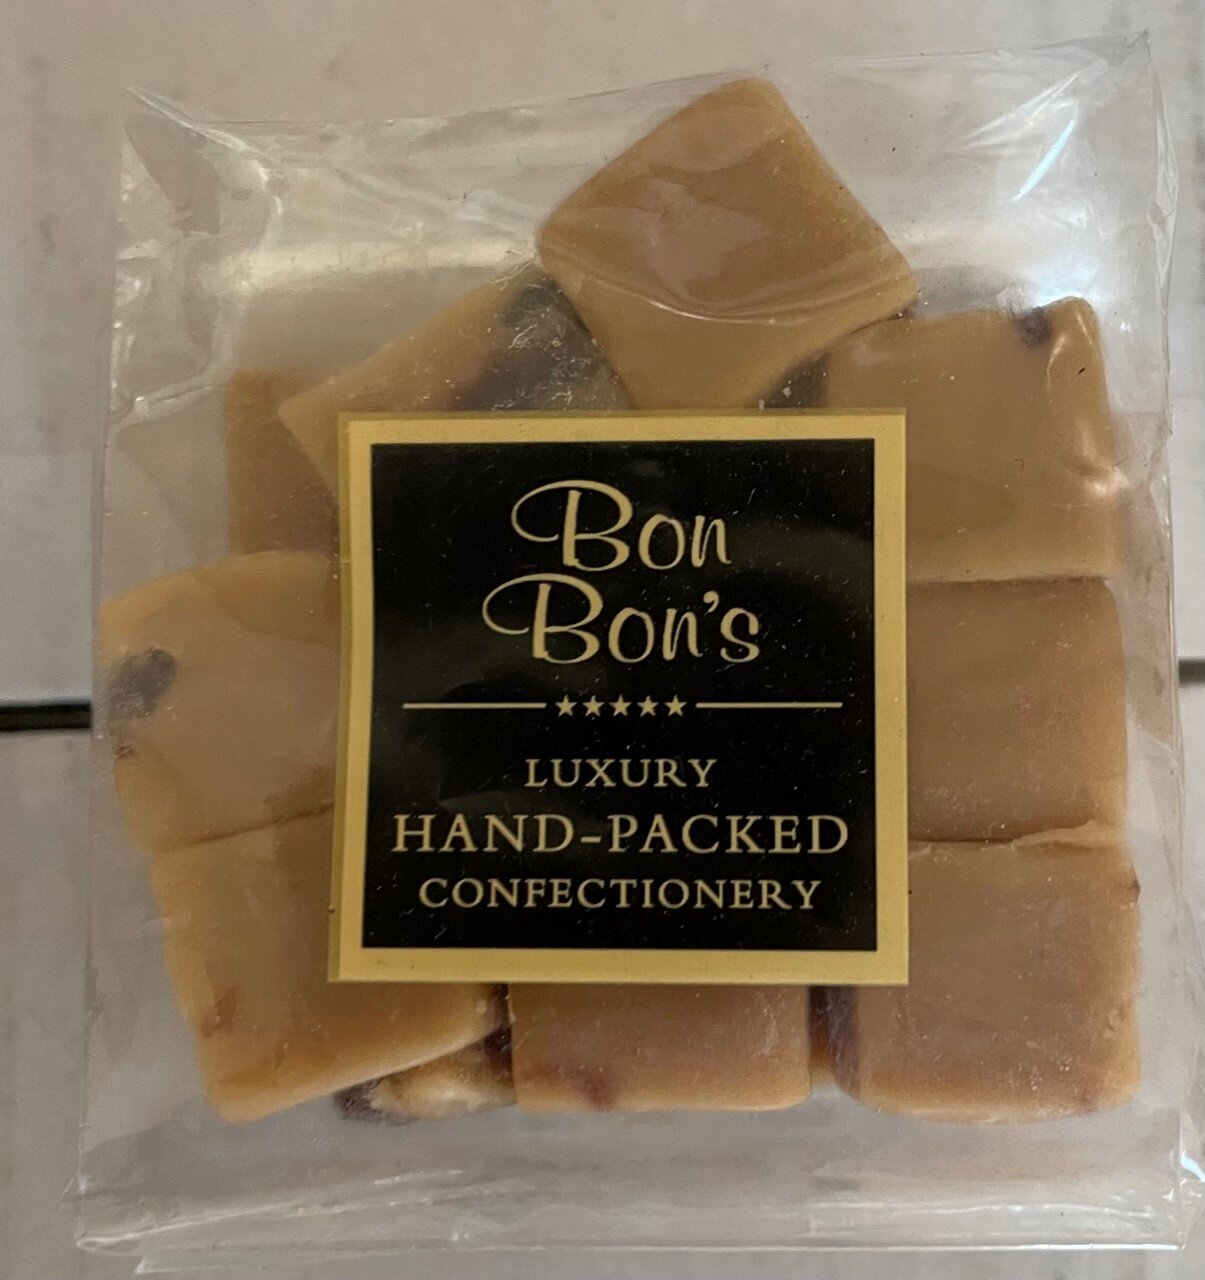 Bon
Bon's
★★★★★
LUXURY
HAND-PACKED
CONFECTIONERY